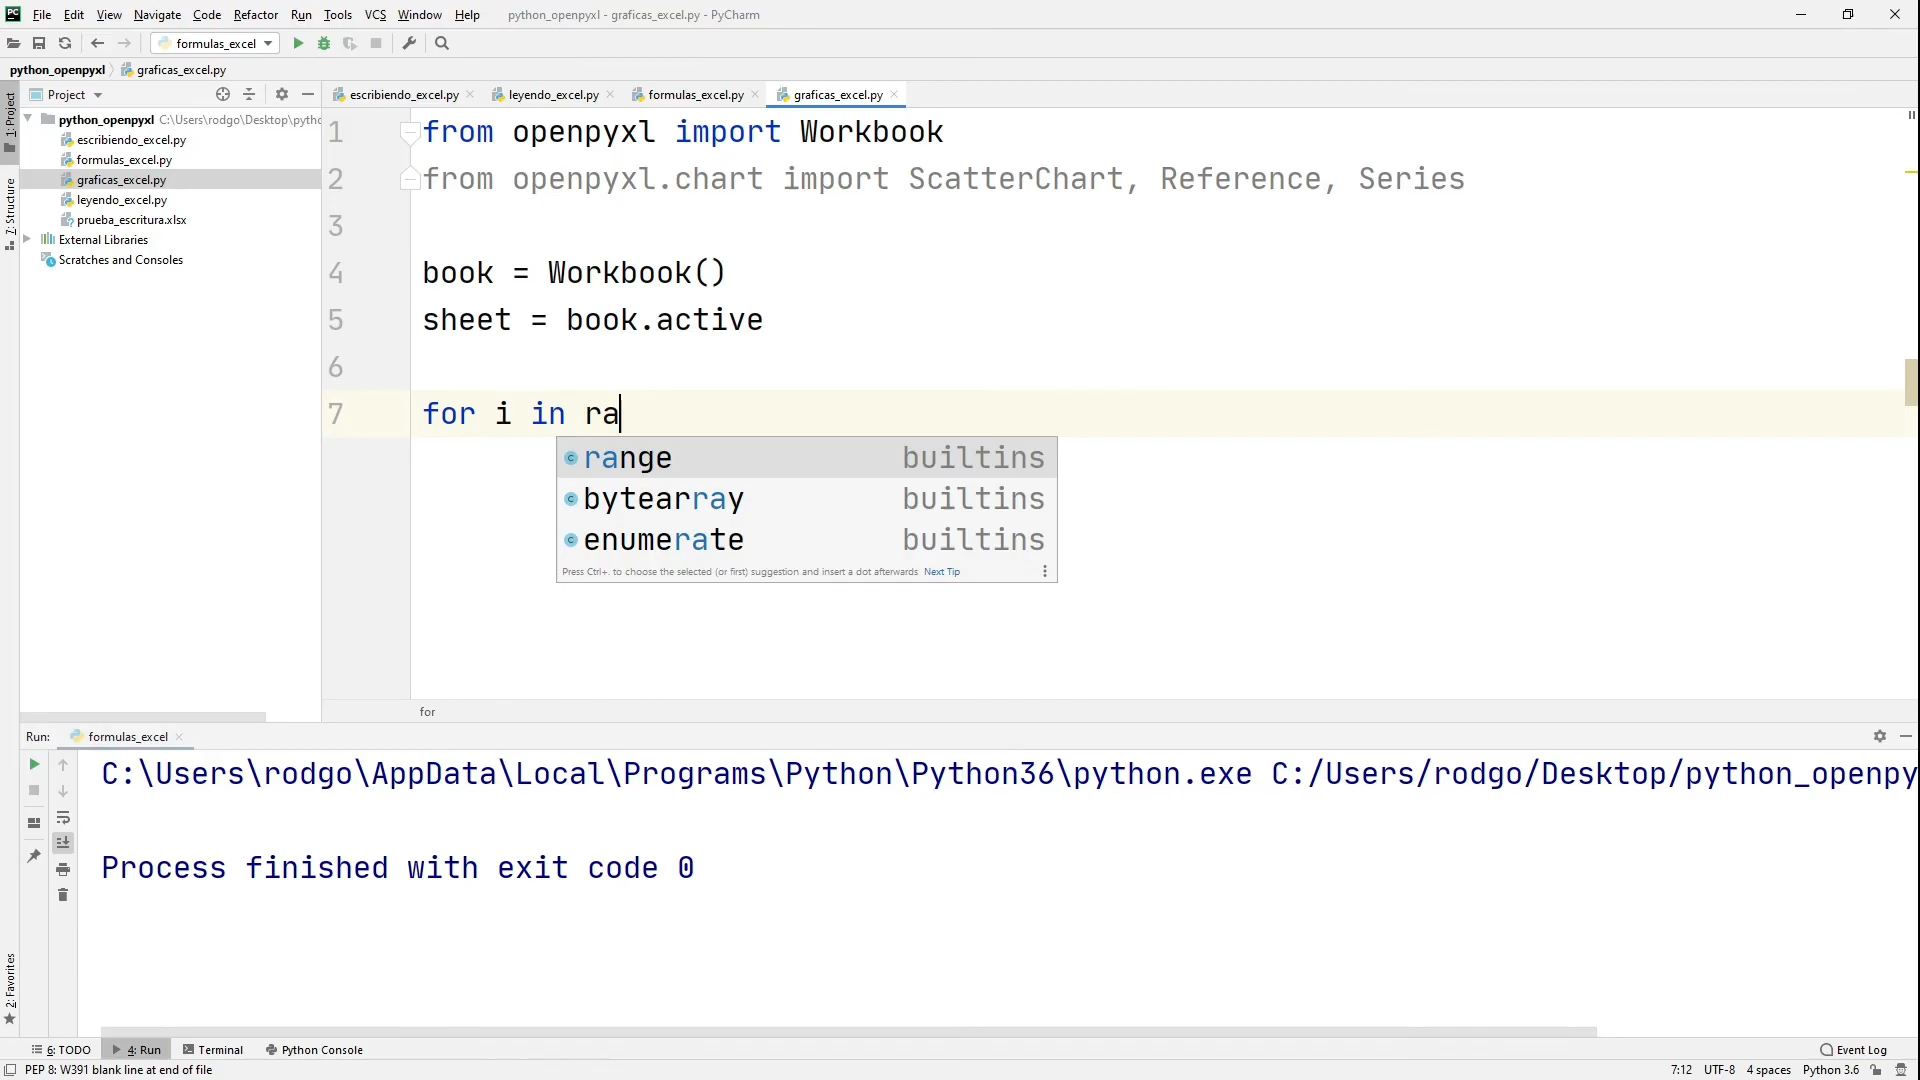 PC File Edit View Navigate Code Refactor Run Tools VCS Window Help python_openpyxl - graficas_excel.py - PyCharm
formulas_excel
python_openpyxl graficas_excel.py
1: Project
Project
escribiendo_excel.py leyendo_excel.py formulas_excel.py graficas_excel.py
python_openpyxl C:\Users\rodgo\Desktop\pytho
escribiendo_excel.py
formulas_excel.py
graficas_excel.py
leyendo_excel.py
prueba_escritura.xlsx
External Libraries
Scratches and Consoles
7: Structure
1 from openpyxl import Workbook
2 from openpyxl.chart import ScatterChart, Reference, Series
3
4 book = Workbook()
5 sheet = book.active
6
7 for i in ra
range builtins
bytearray builtins
enumerate builtins
Press Ctrl+. to choose the selected (or first) suggestion and insert a dot afterwards Next Tip
for
Run: formulas_excel
C:\Users\rodgo\AppData\Local\Programs\Python\Python36\python.exe C:/Users/rodgo/Desktop/python_openpy
Process finished with exit code 0
2: Favorites
6: TODO 4: Run Terminal Python Console Event Log
PEP 8: W391 blank line at end of file 7:12 UTF-8 4 spaces Python 3.6